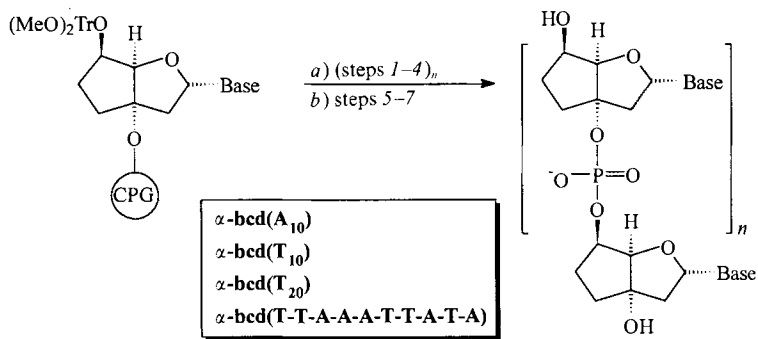 (MeO)₂TrO
H
O
Base
O
CPG
a) (steps 1–4)ₙ
b) steps 5–7
α-bcd(A₁₀)
α-bcd(T₁₀)
α-bcd(T₂₀)
α-bcd(T-T-A-A-A-T-T-A-T-A)
HO
H
O
Base
O
⁻O–P=O
O
H
O
Base
OH
n